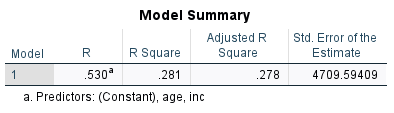 Model Summary
Model R R Square Adjusted R Square Std. Error of the Estimate
1 .530a .281 .278 4709.59409
a. Predictors: (Constant), age, inc